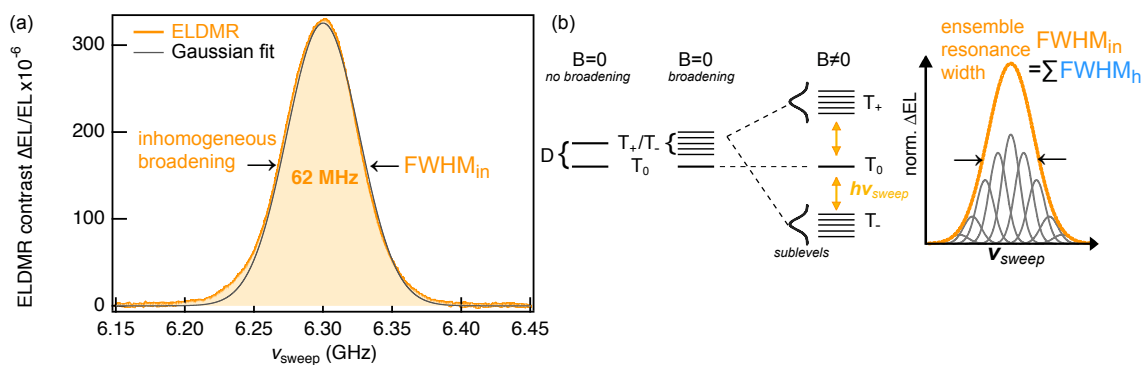 (a)
ELDMR contrast ΔEL/EL x10⁻⁶
300
200
100
0
ELDMR
Gaussian fit
inhomogeneous
broadening
62 MHz
FWHMin
6.15
6.20
6.25
6.30
6.35
6.40
6.45
νsweep (GHz)
(b)
B=0
no broadening
B=0
broadening
B≠0
D
T+/T-
T0
T+
T0
hνsweep
T-
sublevels
ensemble
resonance
width
FWHMin
=∑FWHMh
norm. ΔEL
νsweep